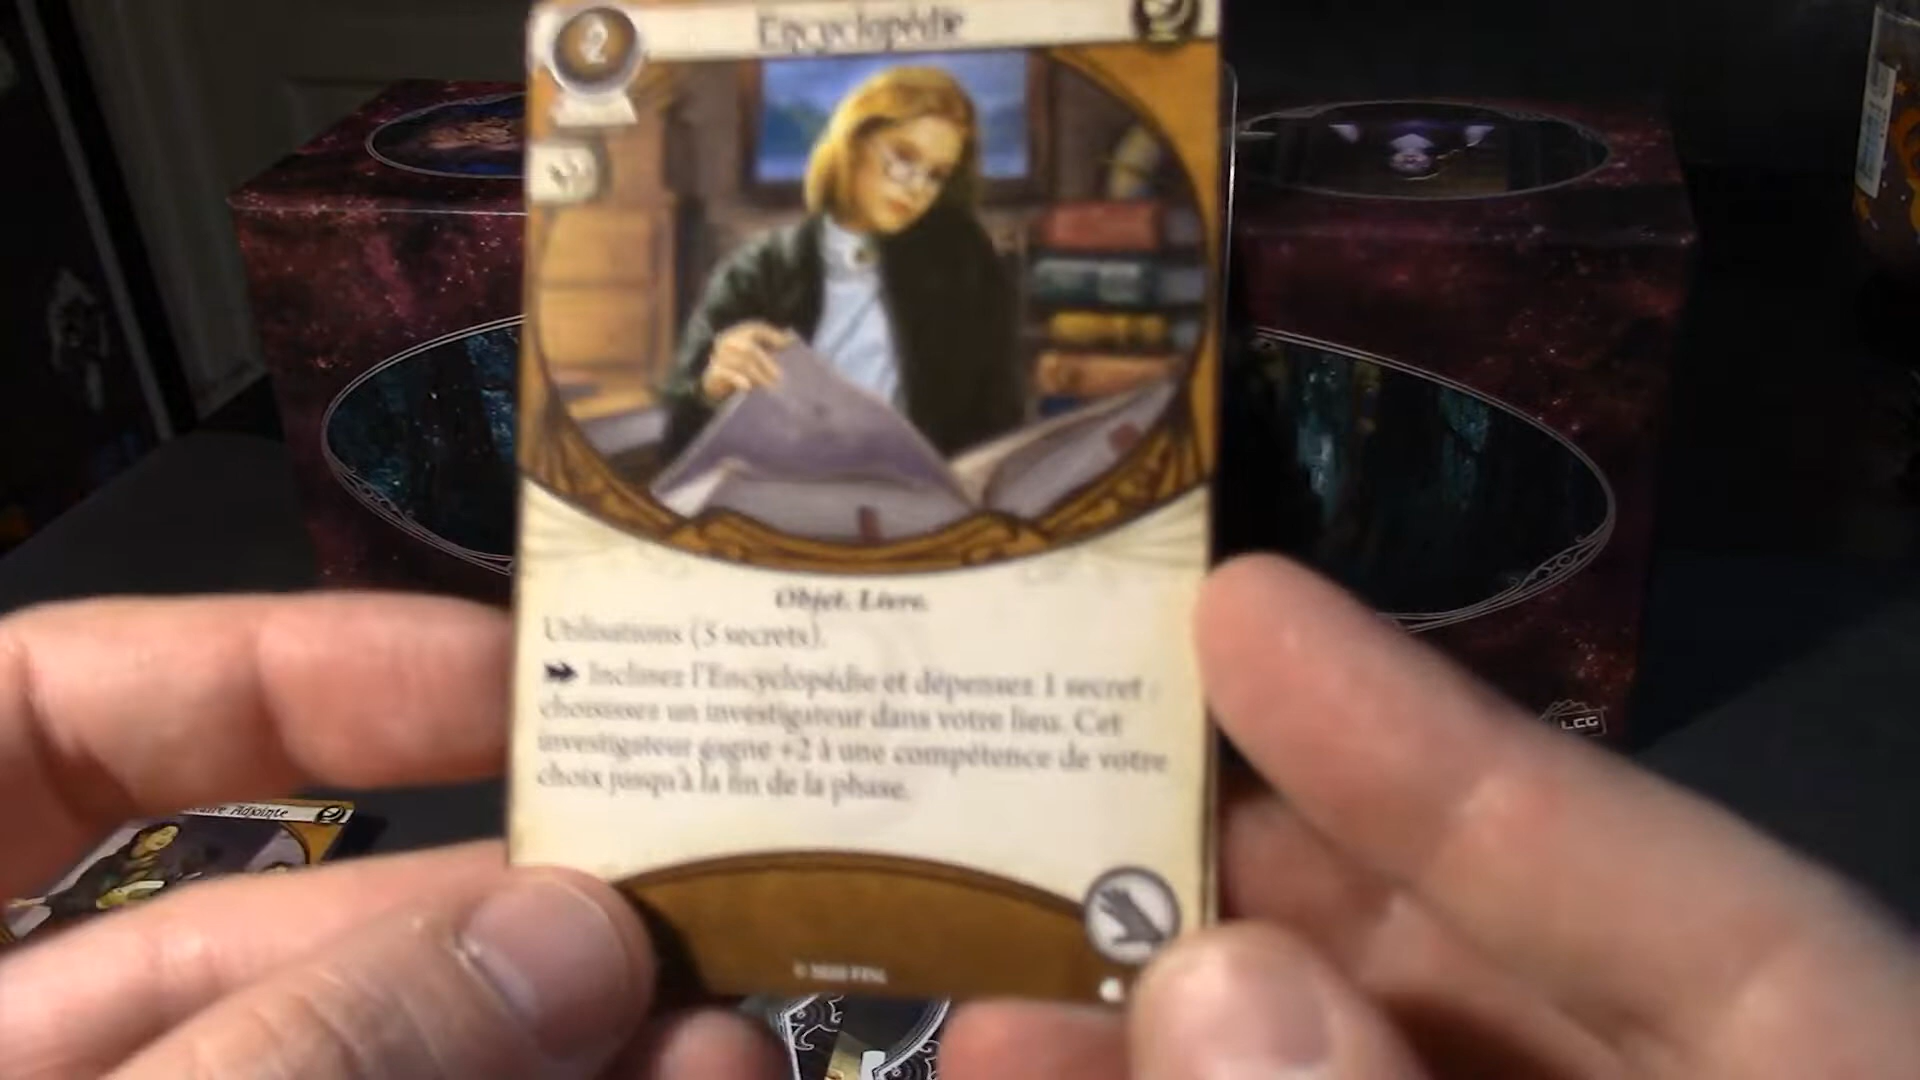 2
Encyclopédie
Objet. Livre.
Utilisations (5 secrets).
Inclinez l'Encyclopédie et dépensez 1 secret :
choisissez un investigateur dans votre lieu. Cet
investigateur gagne +2 à une compétence de votre
choix jusqu'à la fin de la phase.
Adjointe
LCG